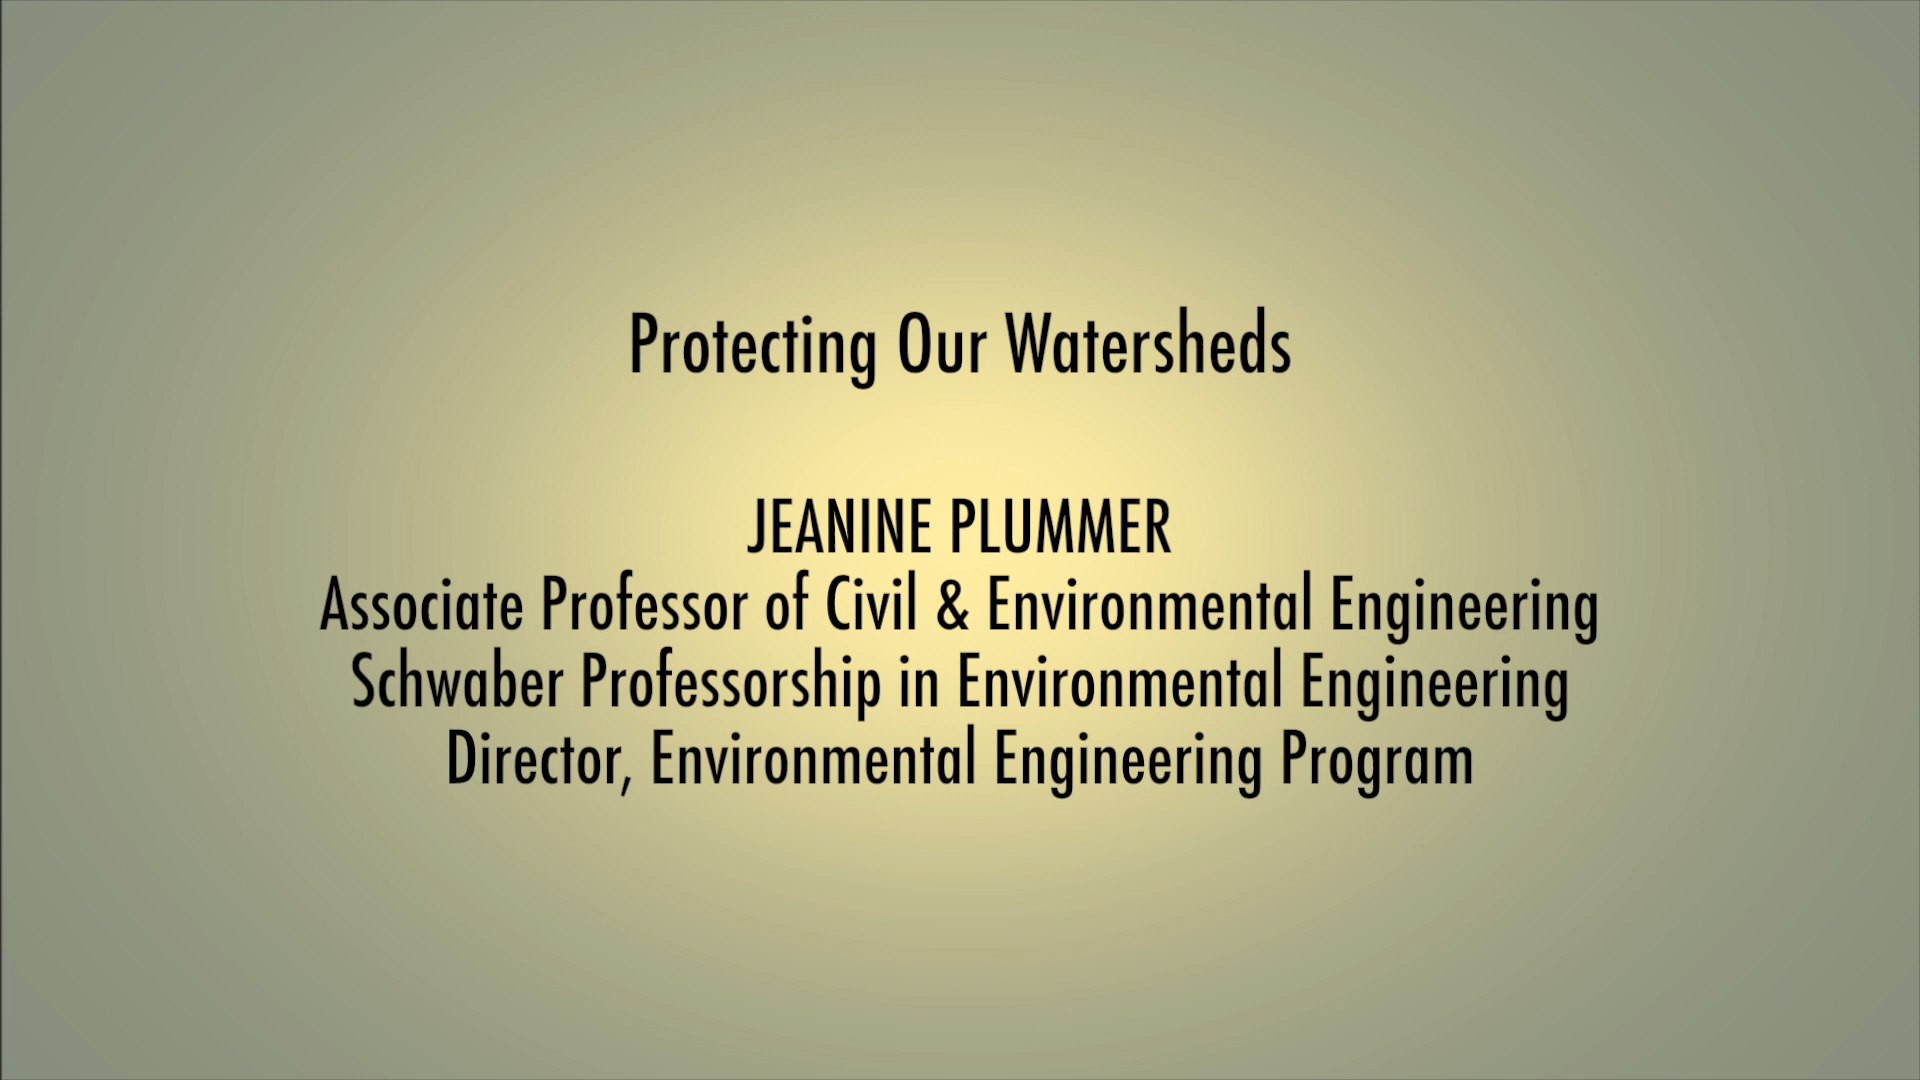 Protecting Our Watersheds
JEANINE PLUMMER
Associate Professor of Civil & Environmental Engineering
Schwaber Professorship in Environmental Engineering
Director, Environmental Engineering Program